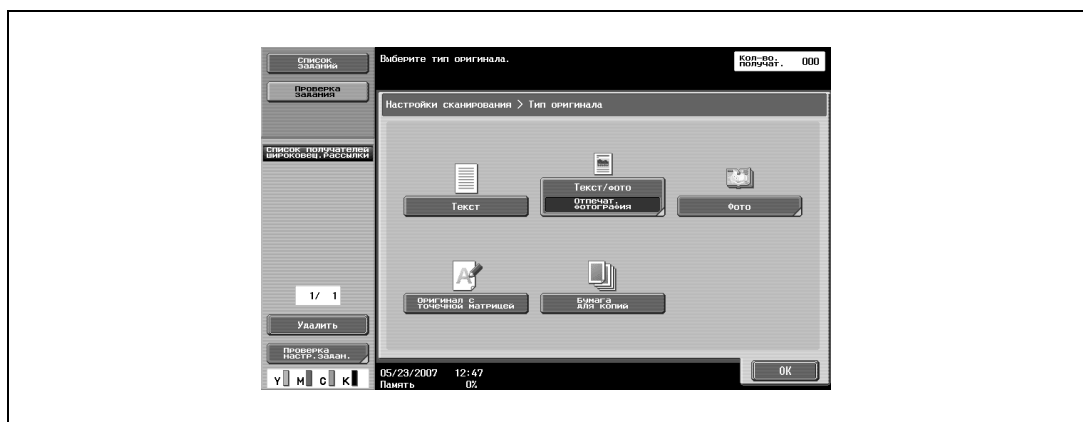 Список
задания
Проверка
задания
Список получателей
широковещ.рассылки
1/ 1
Удалить
Проверка
настр.задан.
Y M C K
Выберите тип оригинала.
Кол-во.
получат. 000
Настройки сканирования > Тип оригинала
Текст
Текст/фото
Отпечат.
фотография
Фото
Оригинал с
точечной матрицей
Бумага
для копий
05/23/2007 12:47
Память 0%
OK